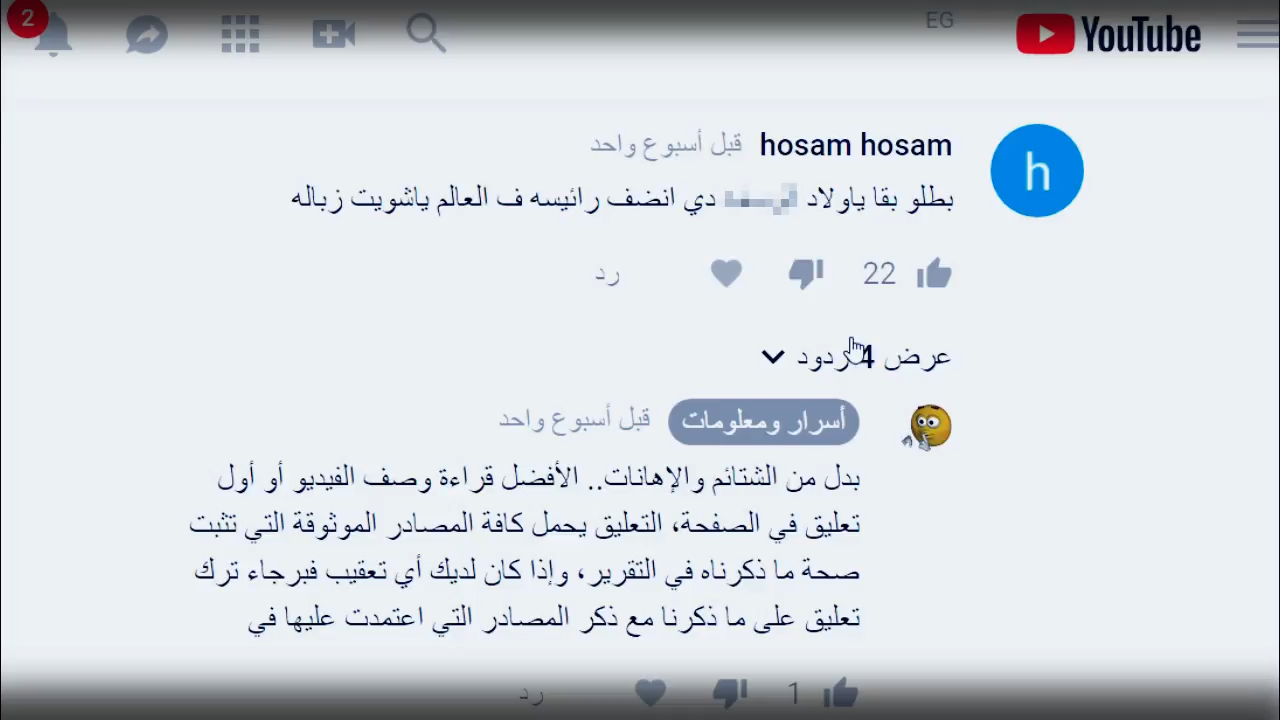 2
EG
YouTube
hosam hosam قبل أسبوع واحد
h
بطلو بقا ياولاد دي انضف رائيسه ف العالم ياشويت زباله
22 رد
عرض 4 ردود
أسرار ومعلومات قبل أسبوع واحد
بدل من الشتائم والإهانات.. الأفضل قراءة وصف الفيديو أو أول
تعليق في الصفحة، التعليق يحمل كافة المصادر الموثوقة التي تثبت
صحة ما ذكرناه في التقرير، وإذا كان لديك أي تعقيب فبرجاء ترك
تعليق على ما ذكرنا مع ذكر المصادر التي اعتمدت عليها في
1 رد